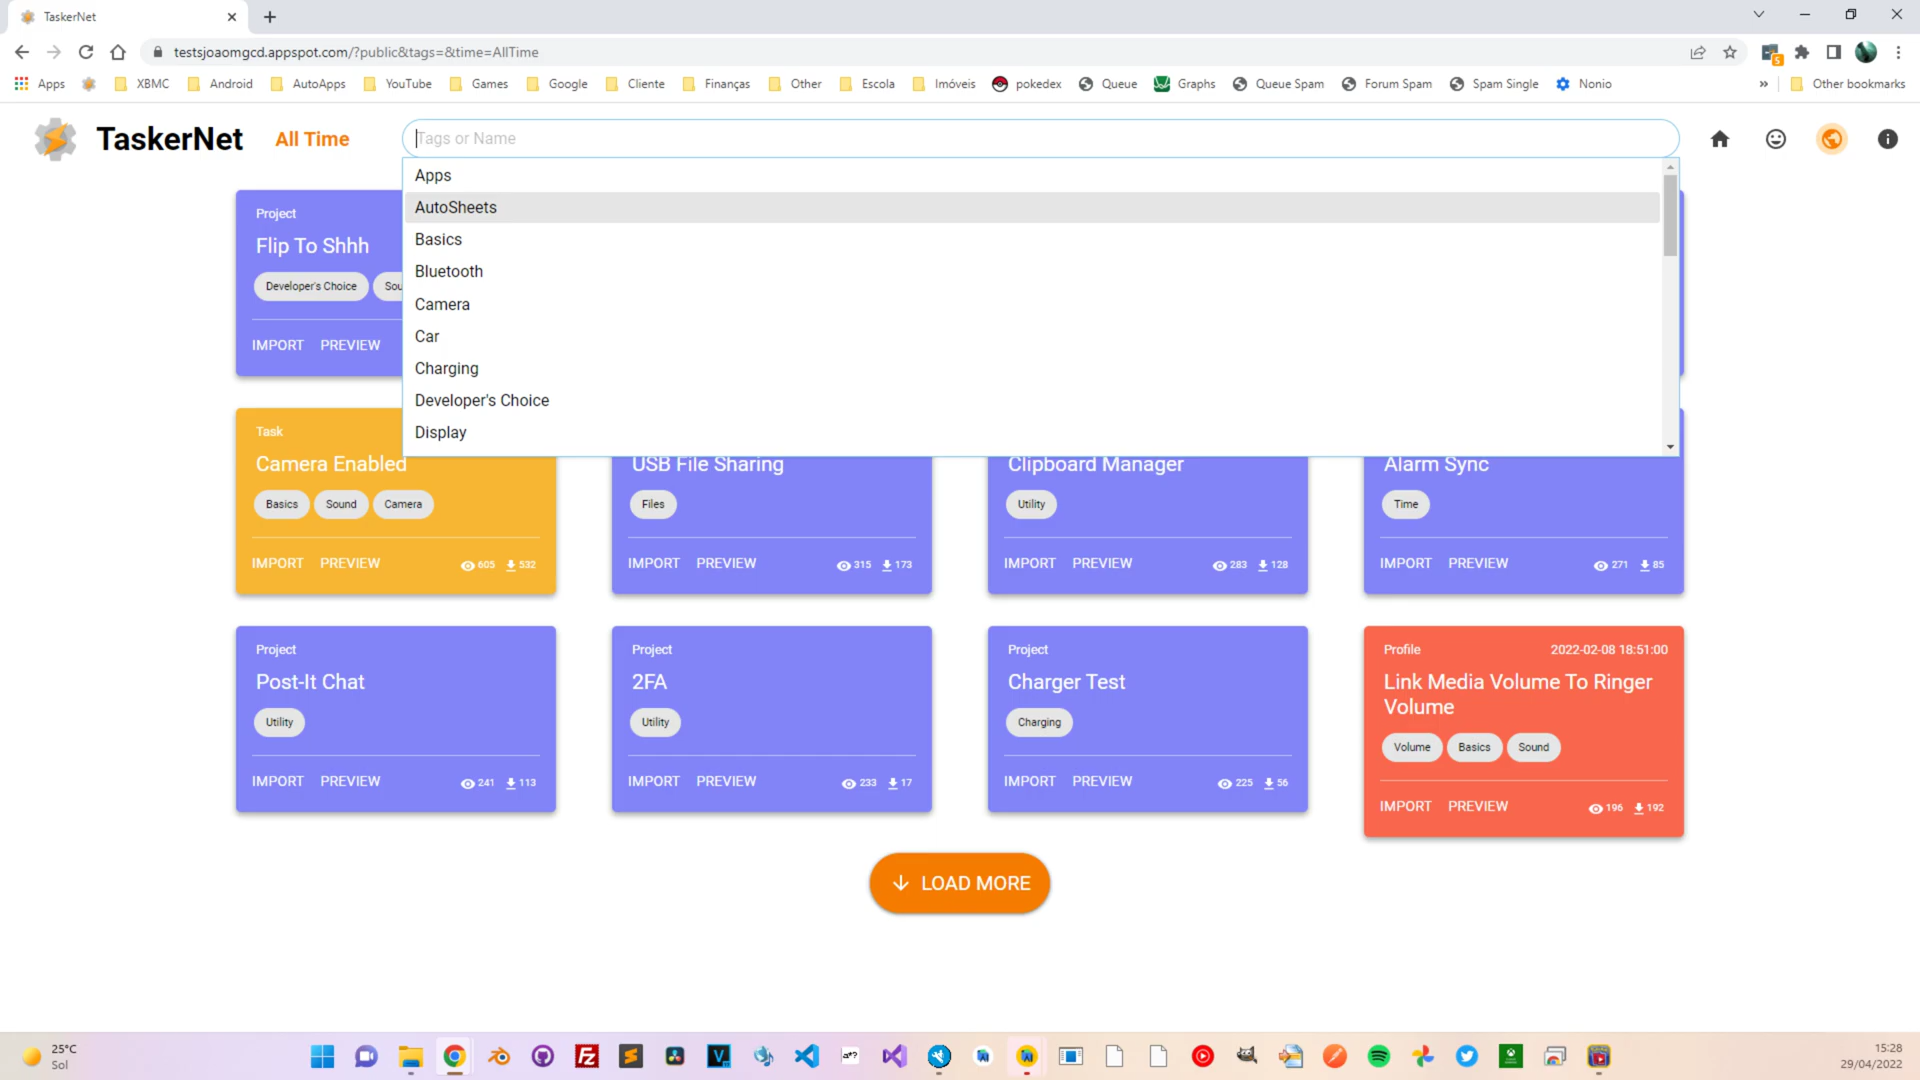 TaskerNet
testsjoaomgcd.appspot.com/?public&tags=&time=AllTime
5
Apps XBMC Android AutoApps YouTube Games Google Cliente Finanças Other Escola Imóveis pokedex Queue Graphs Queue Spam Forum Spam Spam Single Nonio » Other bookmarks
TaskerNet All Time Tags or Name
Apps
AutoSheets
Basics
Bluetooth
Camera
Car
Charging
Developer's Choice
Display
Project
Flip To Shhh
Developer's Choice Sou
IMPORT PREVIEW
Task
Camera Enabled
Basics Sound Camera
IMPORT PREVIEW 605 532
USB File Sharing
Files
IMPORT PREVIEW 315 173
Clipboard Manager
Utility
IMPORT PREVIEW 283 128
Alarm Sync
Time
IMPORT PREVIEW 271 85
Project
Post-It Chat
Utility
IMPORT PREVIEW 241 113
Project
2FA
Utility
IMPORT PREVIEW 233 17
Project
Charger Test
Charging
IMPORT PREVIEW 225 56
Profile 2022-02-08 18:51:00
Link Media Volume To Ringer
Volume
Volume Basics Sound
IMPORT PREVIEW 196 192
LOAD MORE
25°C
Sol
15:28
29/04/2022